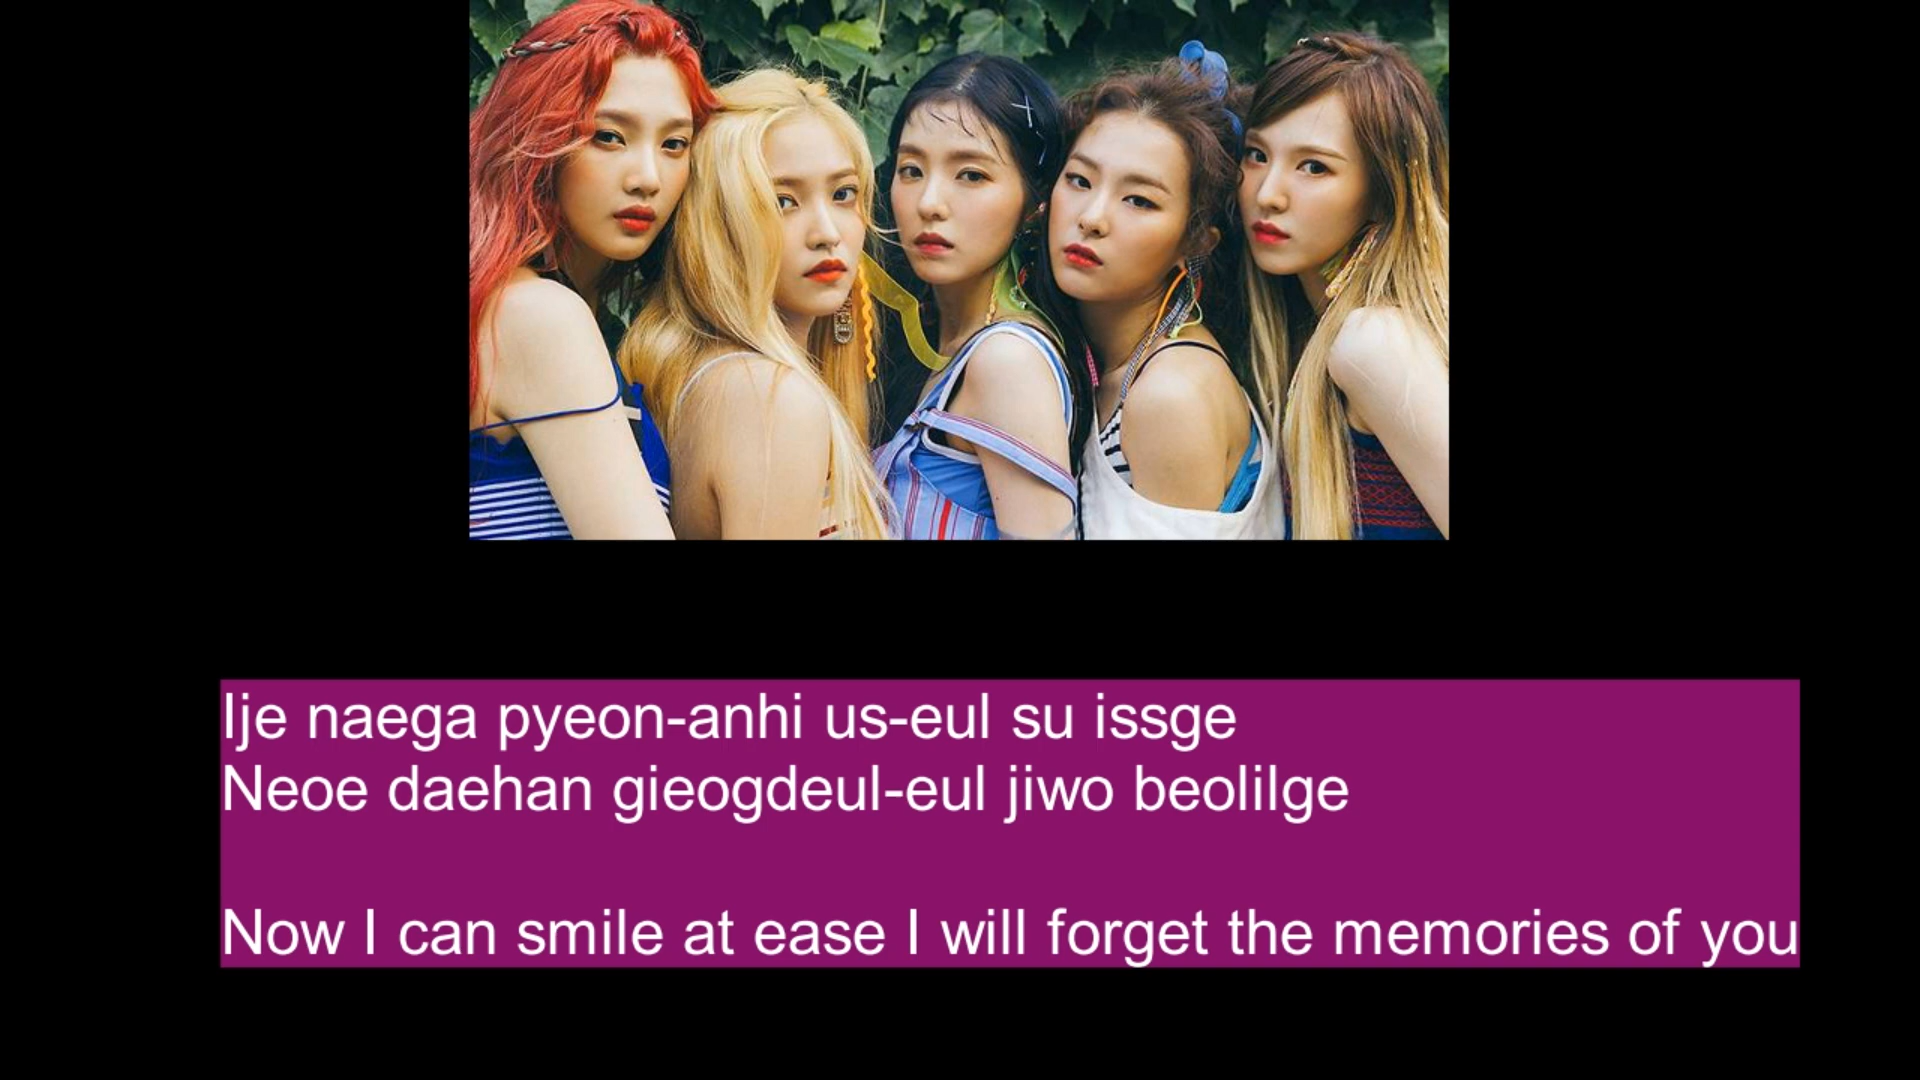 Ije naega pyeon-anhi us-eul su issge
Neoe daehan gieogdeul-eul jiwo beolilge
Now I can smile at ease I will forget the memories of you